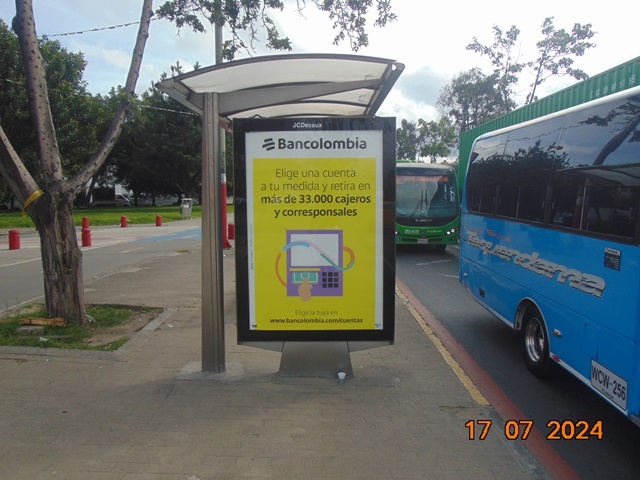 JCDecaux
Bancolombia
Elige una cuenta
a tu medida y retira en
más de 33.000 cajeros
y corresponsales
Elige la tuya en
www.bancolombia.com/cuentas
WCW-256
17 07 2024